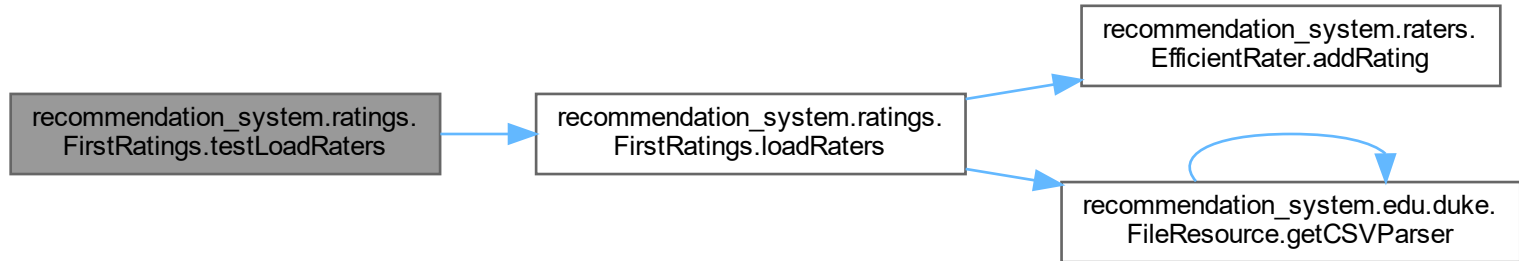 recommendation_system.ratings.
FirstRatings.testLoadRaters
recommendation_system.ratings.
FirstRatings.loadRaters
recommendation_system.raters.
EfficientRater.addRating
recommendation_system.edu.duke.
FileResource.getCSVParser